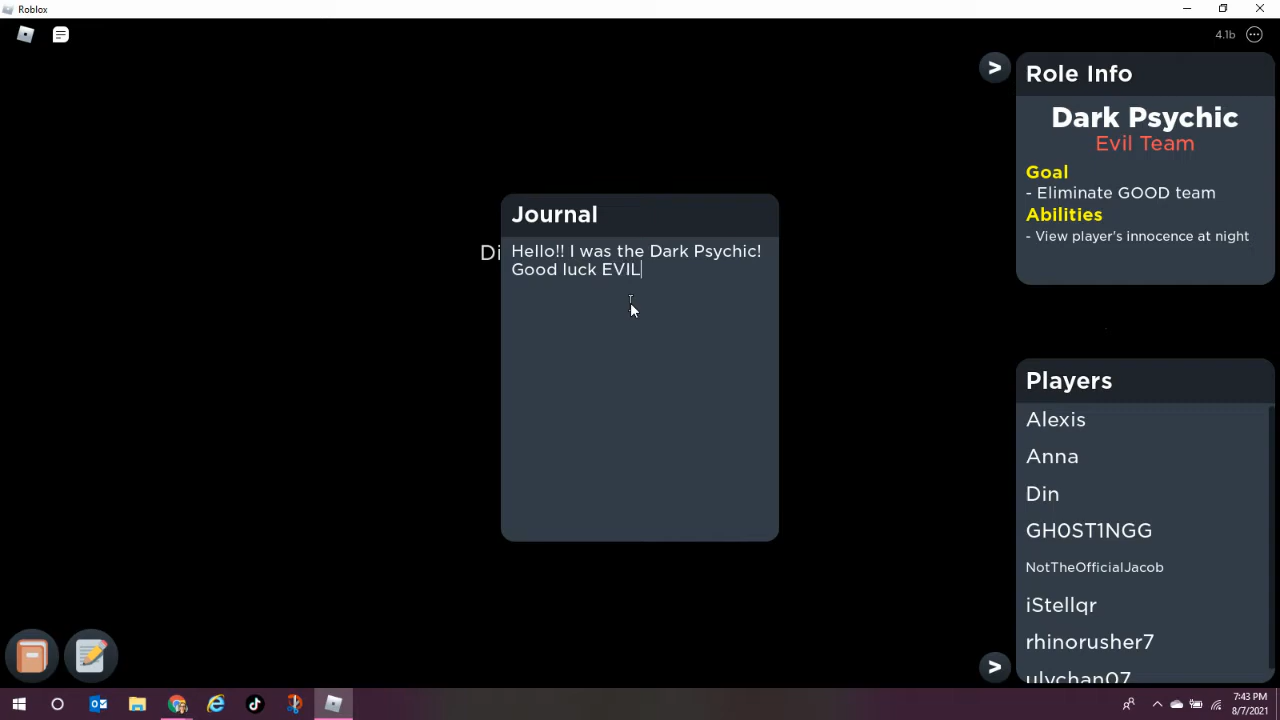 Roblox
4.1b
Role Info
Dark Psychic
Evil Team
Goal
- Eliminate GOOD team
Abilities
- View player's innocence at night
Journal
Di
Hello!! I was the Dark Psychic!
Good luck EVIL
Players
Alexis
Anna
Din
GH0ST1NGG
NotTheOfficialJacob
iStellqr
rhinorusher7
ulychan07
7:43 PM
8/7/2021